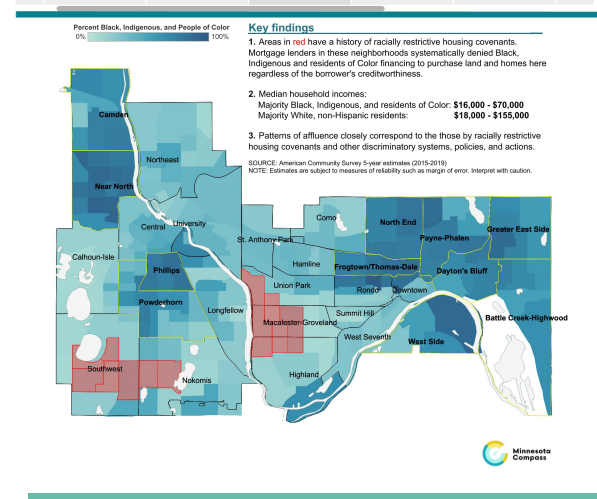 Percent Black, Indigenous, and People of Color
0%
100%
Key findings
1. Areas in red have a history of racially restrictive housing covenants.
Mortgage lenders in these neighborhoods systematically denied Black,
Indigenous and residents of Color financing to purchase land and homes here
regardless of the borrower's creditworthiness.
2. Median household incomes:
Majority Black, Indigenous, and residents of Color: $16,000 - $70,000
Majority White, non-Hispanic residents: $18,000 - $155,000
3. Patterns of affluence closely correspond to the those by racially restrictive
housing covenants and other discriminatory systems, policies, and actions.
SOURCE: American Community Survey 5-year estimates (2015-2019)
NOTE: Estimates are subject to measures of reliability such as margin of error. Interpret with caution.
Camden
Northeast
Near North
Central
University
Como
North End
Greater East Side
St. Anthony Park
Payne-Phalen
Calhoun-Isle
Phillips
Hamline
Frogtown/Thomas-Dale
Dayton's Bluff
Union Park
Rondo
Downtown
Powderhorn
Longfellow
Macalester-Groveland
Summit Hill
Battle Creek-Highwood
West Seventh
West Side
Southwest
Nokomis
Highland
Minnesota
Compass